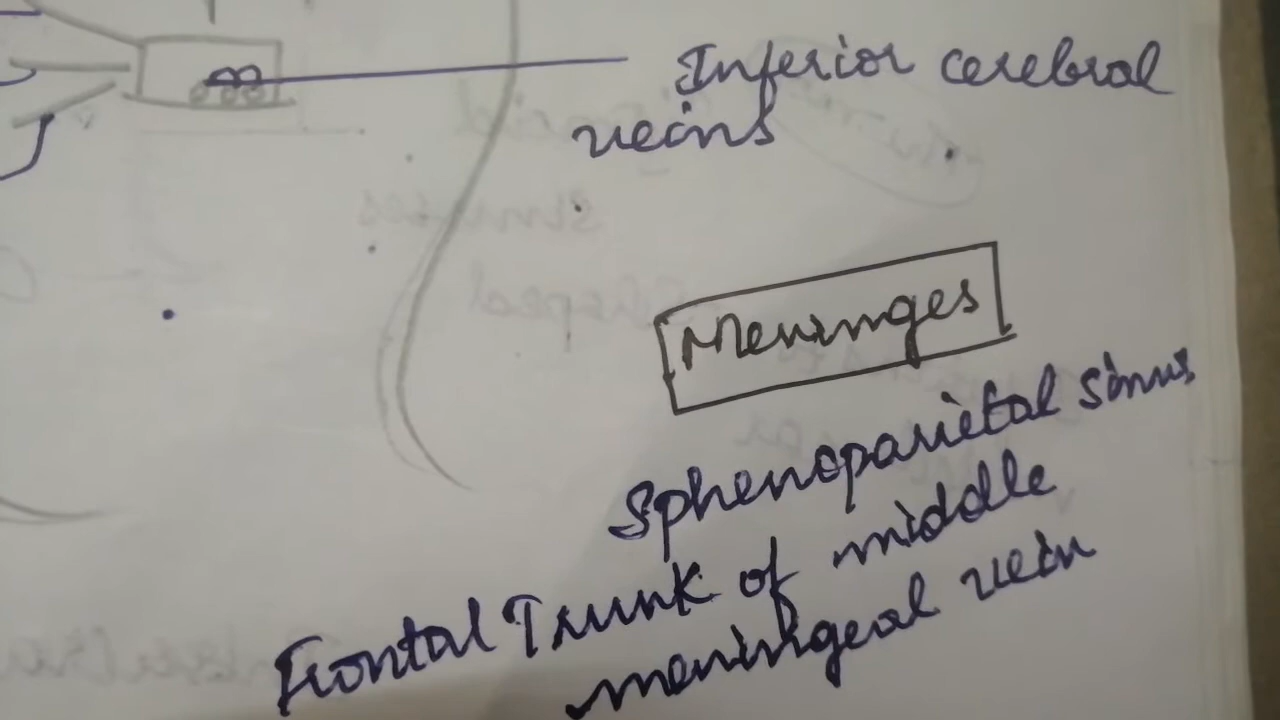 Inferior cerebral
veins
Meninges
Sphenoparietal sinus
Frontal Trunk of middle
meningeal vein